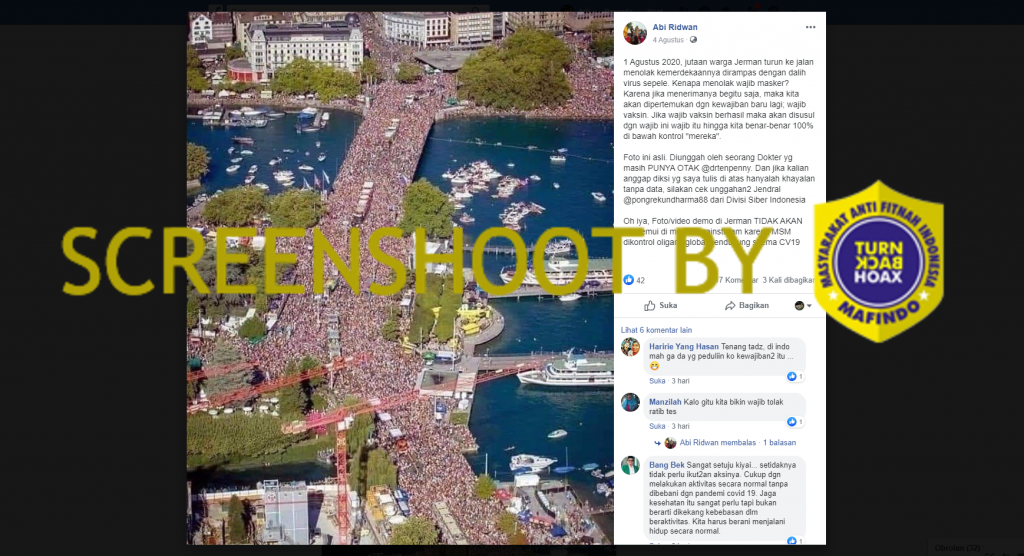 Abi Ridwan
4 Agustus
1 Agustus 2020, jutaan warga Jerman turun ke jalan
menolak kemerdekaannya dirampas dengan dalih
virus sepele. Kenapa menolak wajib masker?
Karena jika menerimanya begitu saja, maka kita
akan dipertemukan dgn kewajiban baru lagi; wajib
vaksin. Jika wajib vaksin berhasil maka akan disusul
dgn wajib ini wajib itu hingga kita benar-benar 100%
di bawah kontrol "mereka".
Foto ini asli. Diunggah oleh seorang Dokter yg
masih PUNYA OTAK @drtenpenny. Dan jika kalian
anggap diksi yg saya tulis di atas hanyalah khayalan
tanpa data, silakan cek unggahan2 Jendral
@pongrekundharma88 dari Divisi Siber Indonesia
Oh iya, Foto/video demo di Jerman TIDAK AKAN
SCREENSHOOT BY
MASYARAKAT ANTI FITNAH INDONESIA
TURN
BACK
HOAX
MAFINDO
42
3 Kali dibagikan
Suka
Bagikan
Lihat 6 komentar lain
Haririe Yang Hasan Tenang tadz, di indo
mah ga da yg peduliin ko kewajiban2 itu ...
1
Suka · 3 hari
Manzilah Kalo gitu kita bikin wajib tolak
ratib tes
1
Suka · 3 hari
Abi Ridwan membalas · 1 balasan
Bang Bek Sangat setuju kiyai... setidaknya
tidak perlu ikut2an aksinya. Cukup dgn
melakukan aktivitas secara normal tanpa
dibebani dgn pandemi covid 19. Jaga
kesehatan itu sangat perlu tapi bukan
berarti dikekang kebebasan dlm
beraktivitas. Kita harus berani menjalani
hidup secara normal.
1